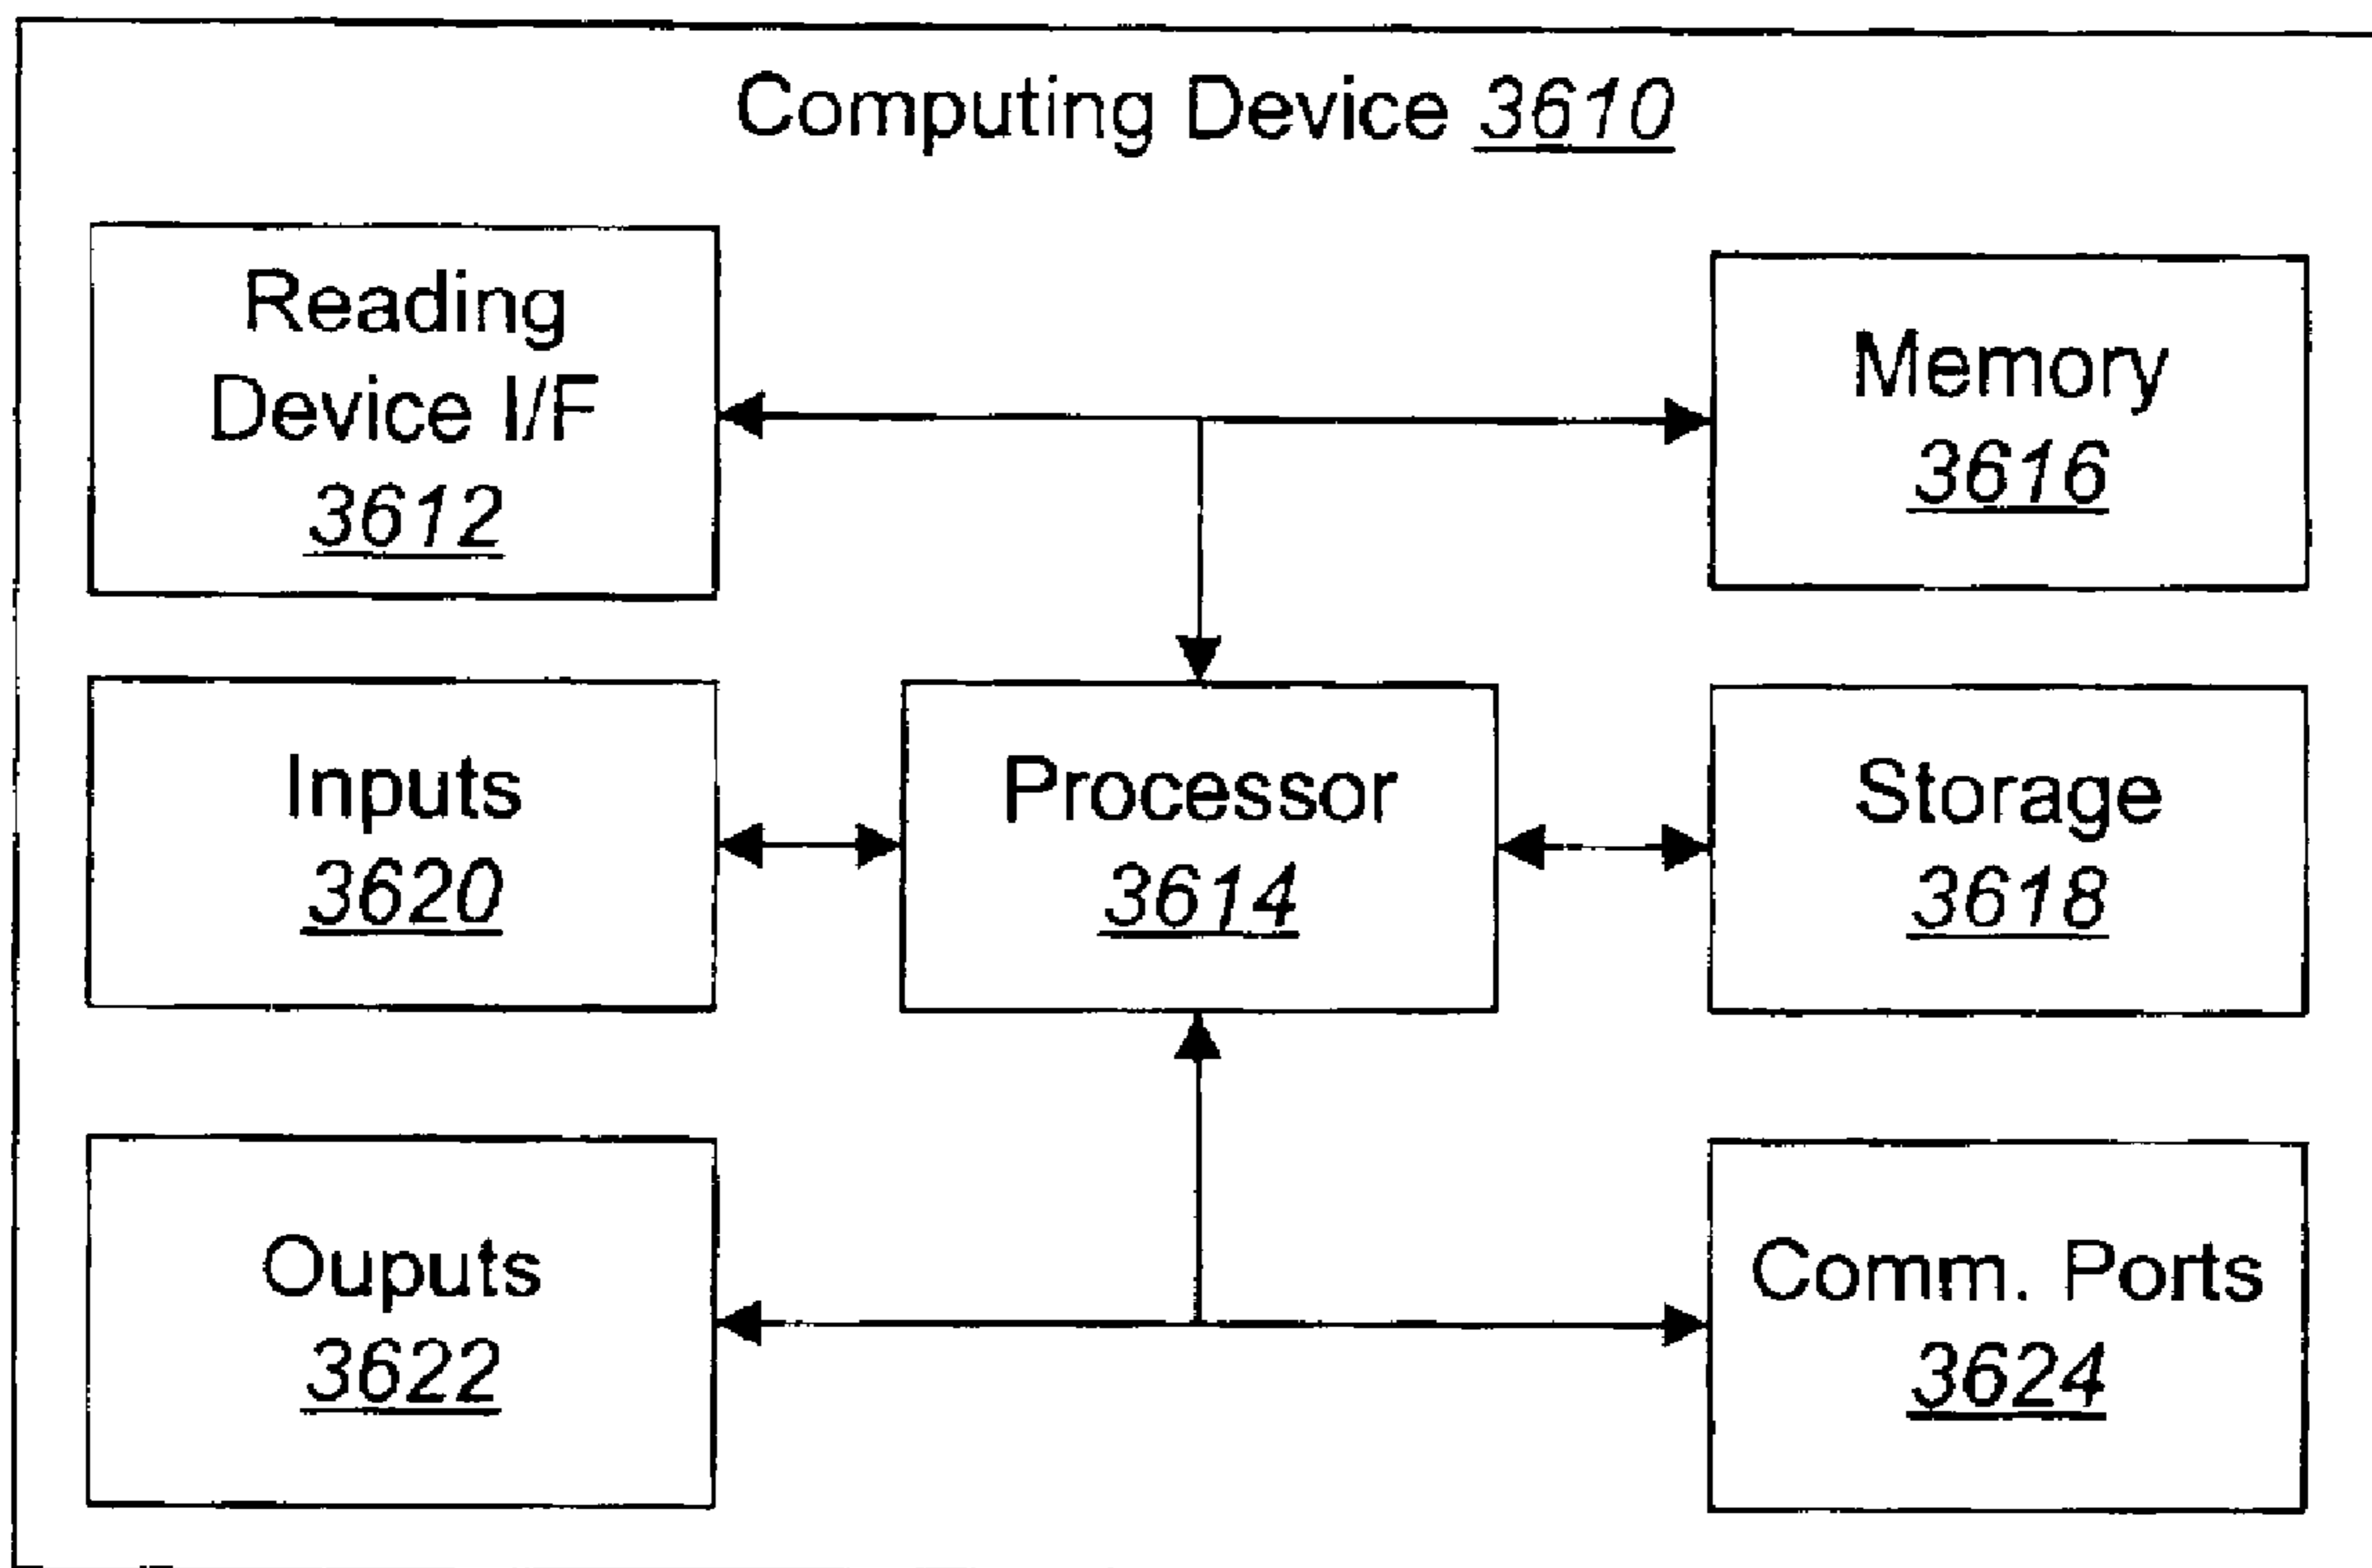 Computing Device 3610
Reading
Device I/F
3612
Memory
3616
Inputs
3620
Processor
3614
Storage
3618
Ouputs
3622
Comm. Ports
3624